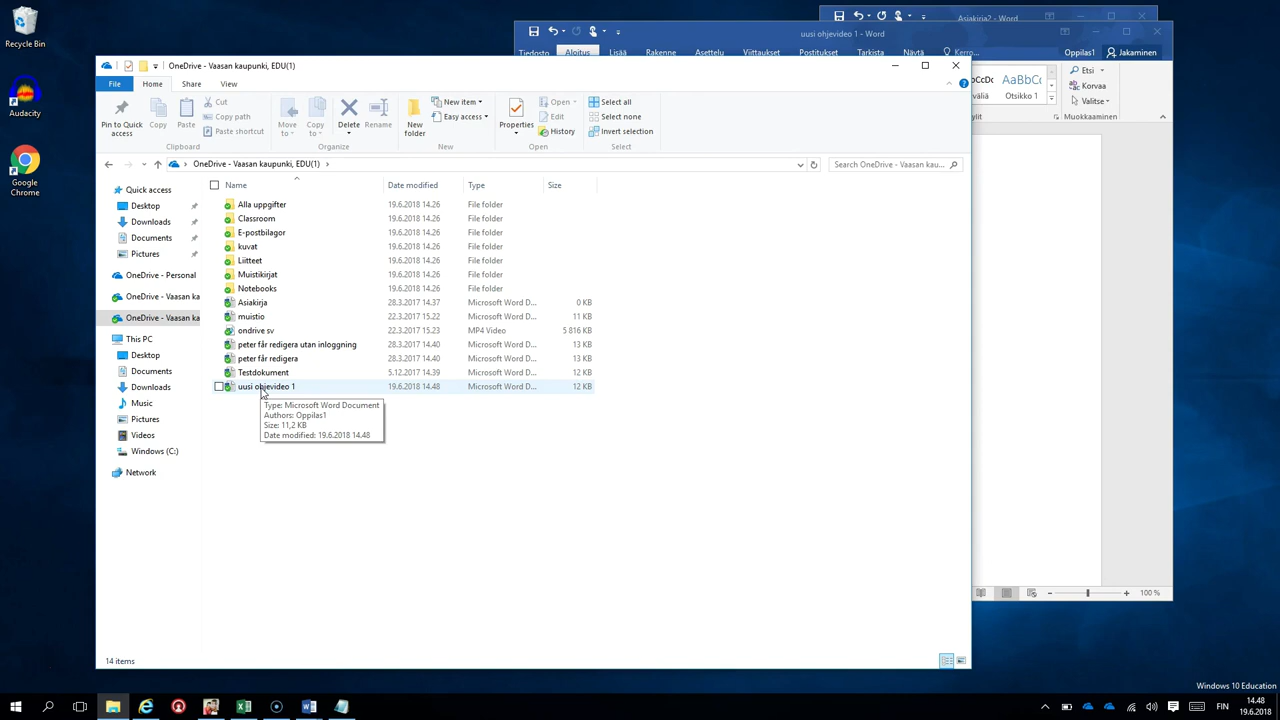 Recycle Bin
Audacity
Google Chrome
Asiakirja2 - Word
uusi ohjevideo 1 - Word
Tiedosto Aloitus Lisää Rakenne Asettelu Viittaukset Postitukset Tarkista Näytä Kerro... Oppilas1 Jakaminen
AaBbC
Otsikko 1
Etsi
Korvaa
Valitse
Muokkaaminen
OneDrive - Vaasan kaupunki, EDU(1)
File Home Share View
Pin to Quick access
Copy
Paste
Cut
Copy path
Paste shortcut
Clipboard
Move to
Copy to
Delete
Rename
Organize
New folder
New item
Easy access
New
Properties
Open
Edit
History
Open
Select all
Select none
Invert selection
Select
OneDrive - Vaasan kaupunki, EDU(1)
Search OneDrive - Vaasan kau...
Quick access
Desktop
Downloads
Documents
Pictures
OneDrive - Personal
OneDrive - Vaasan ka
OneDrive - Vaasan ka
This PC
Desktop
Documents
Downloads
Music
Pictures
Videos
Windows (C:)
Network
Name Date modified Type Size
Alla uppgifter 19.6.2018 14.26 File folder
Classroom 19.6.2018 14.26 File folder
E-postbilagor 19.6.2018 14.26 File folder
kuvat 19.6.2018 14.26 File folder
Liitteet 19.6.2018 14.26 File folder
Muistikirjat 19.6.2018 14.26 File folder
Notebooks 19.6.2018 14.26 File folder
Asiakirja 28.3.2017 14.37 Microsoft Word D... 0 KB
muistio 22.3.2017 15.22 Microsoft Word D... 11 KB
ondrive sv 22.3.2017 15.30 MP4 Video 5 816 KB
peter får redigera utan inloggning 28.3.2017 14.40 Microsoft Word D... 13 KB
peter får redigera 28.3.2017 14.40 Microsoft Word D... 13 KB
Testdokument 5.12.2017 14.39 Microsoft Word D... 12 KB
uusi ohjevideo 1 19.6.2018 14.48 Microsoft Word D... 12 KB
Type: Microsoft Word Document
Authors: Oppilas1
Size: 11,2 KB
Date modified: 19.6.2018 14.48
14 items
100 %
Windows 10 Education
FIN
14.48
19.6.2018